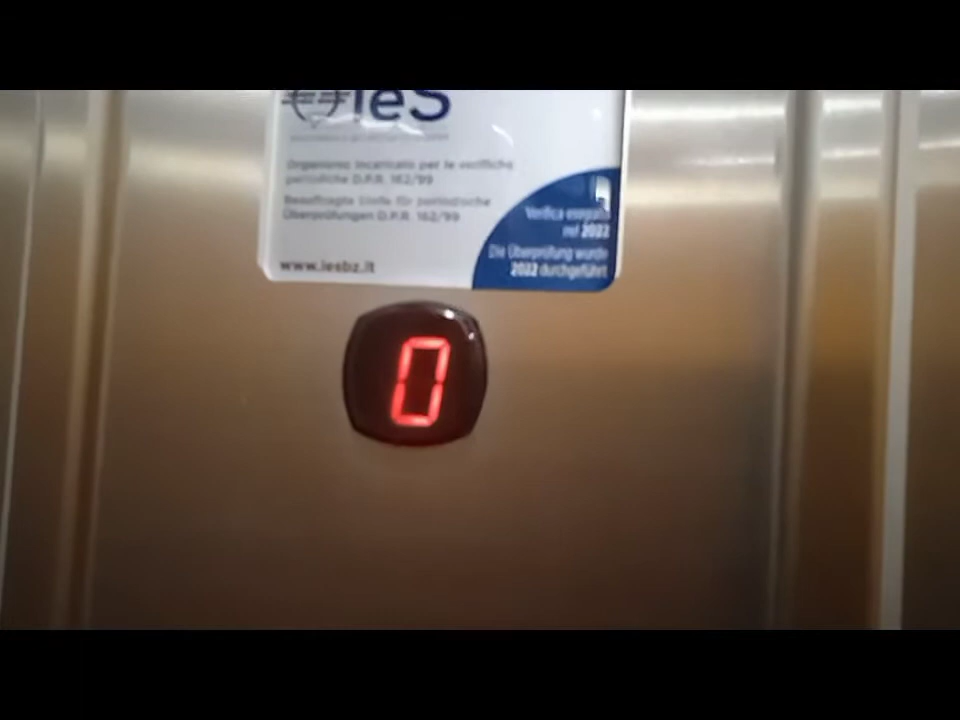 ieS
Organismo incaricato per le verifiche
periodiche D.P.R. 162/99
Beauftragte Stelle für periodische
Überprüfungen D.P.R. 162/99
www.iesbz.it
Verifica eseguita
nel 2022
Die Überprüfung wurde
2022 durchgeführt
0